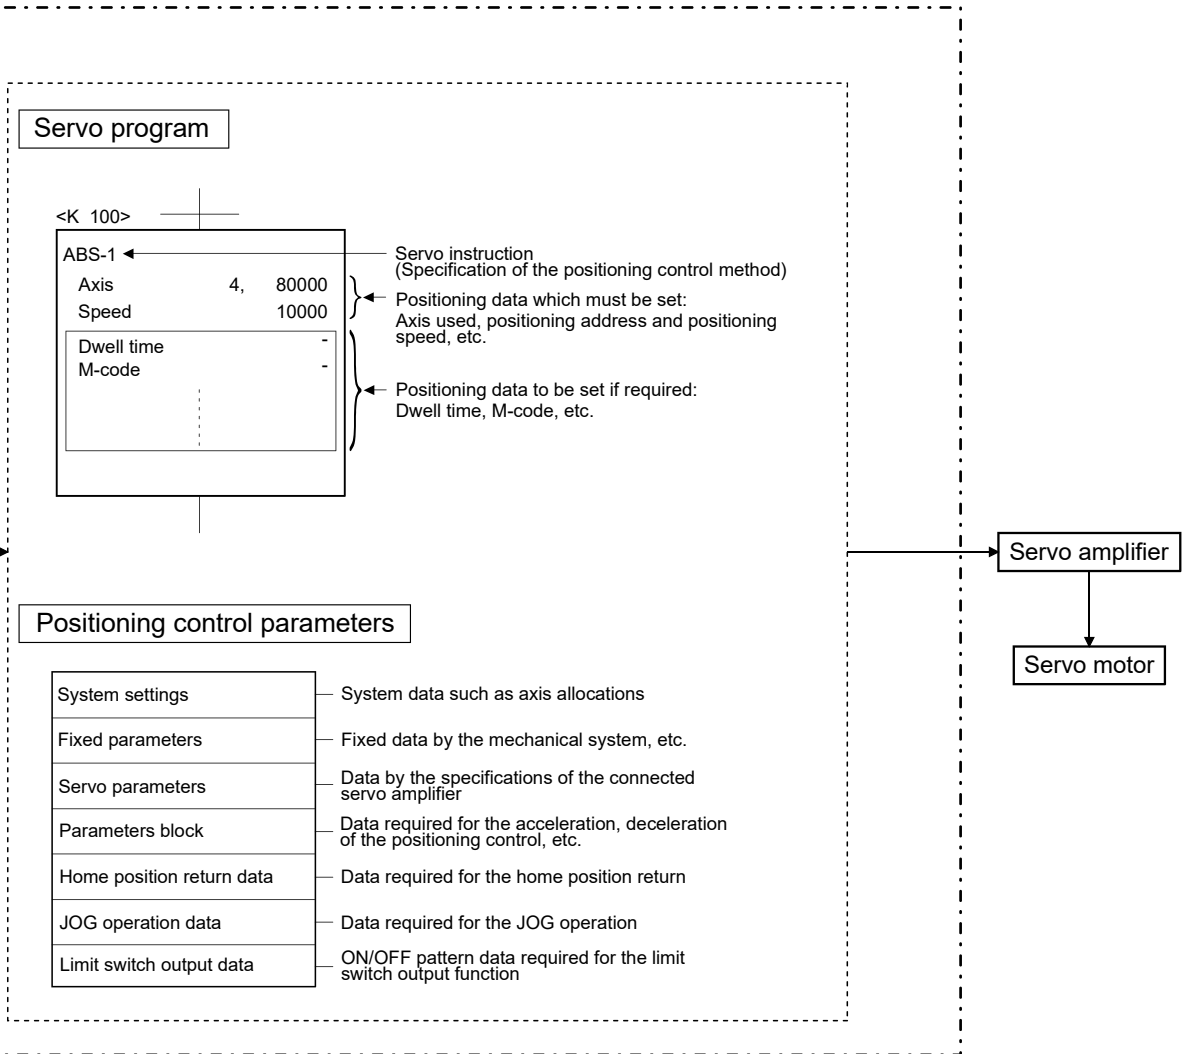 Servo program
<K 100>
ABS-1
Servo instruction
(Specification of the positioning control method)
Axis 4, 80000
Speed 10000
Positioning data which must be set:
Axis used, positioning address and positioning
speed, etc.
Dwell time -
M-code -
Positioning data to be set if required:
Dwell time, M-code, etc.
Servo amplifier
Servo motor
Positioning control parameters
System settings
System data such as axis allocations
Fixed parameters
Fixed data by the mechanical system, etc.
Servo parameters
Data by the specifications of the connected
servo amplifier
Parameters block
Data required for the acceleration, deceleration
of the positioning control, etc.
Home position return data
Data required for the home position return
JOG operation data
Data required for the JOG operation
Limit switch output data
ON/OFF pattern data required for the limit
switch output function